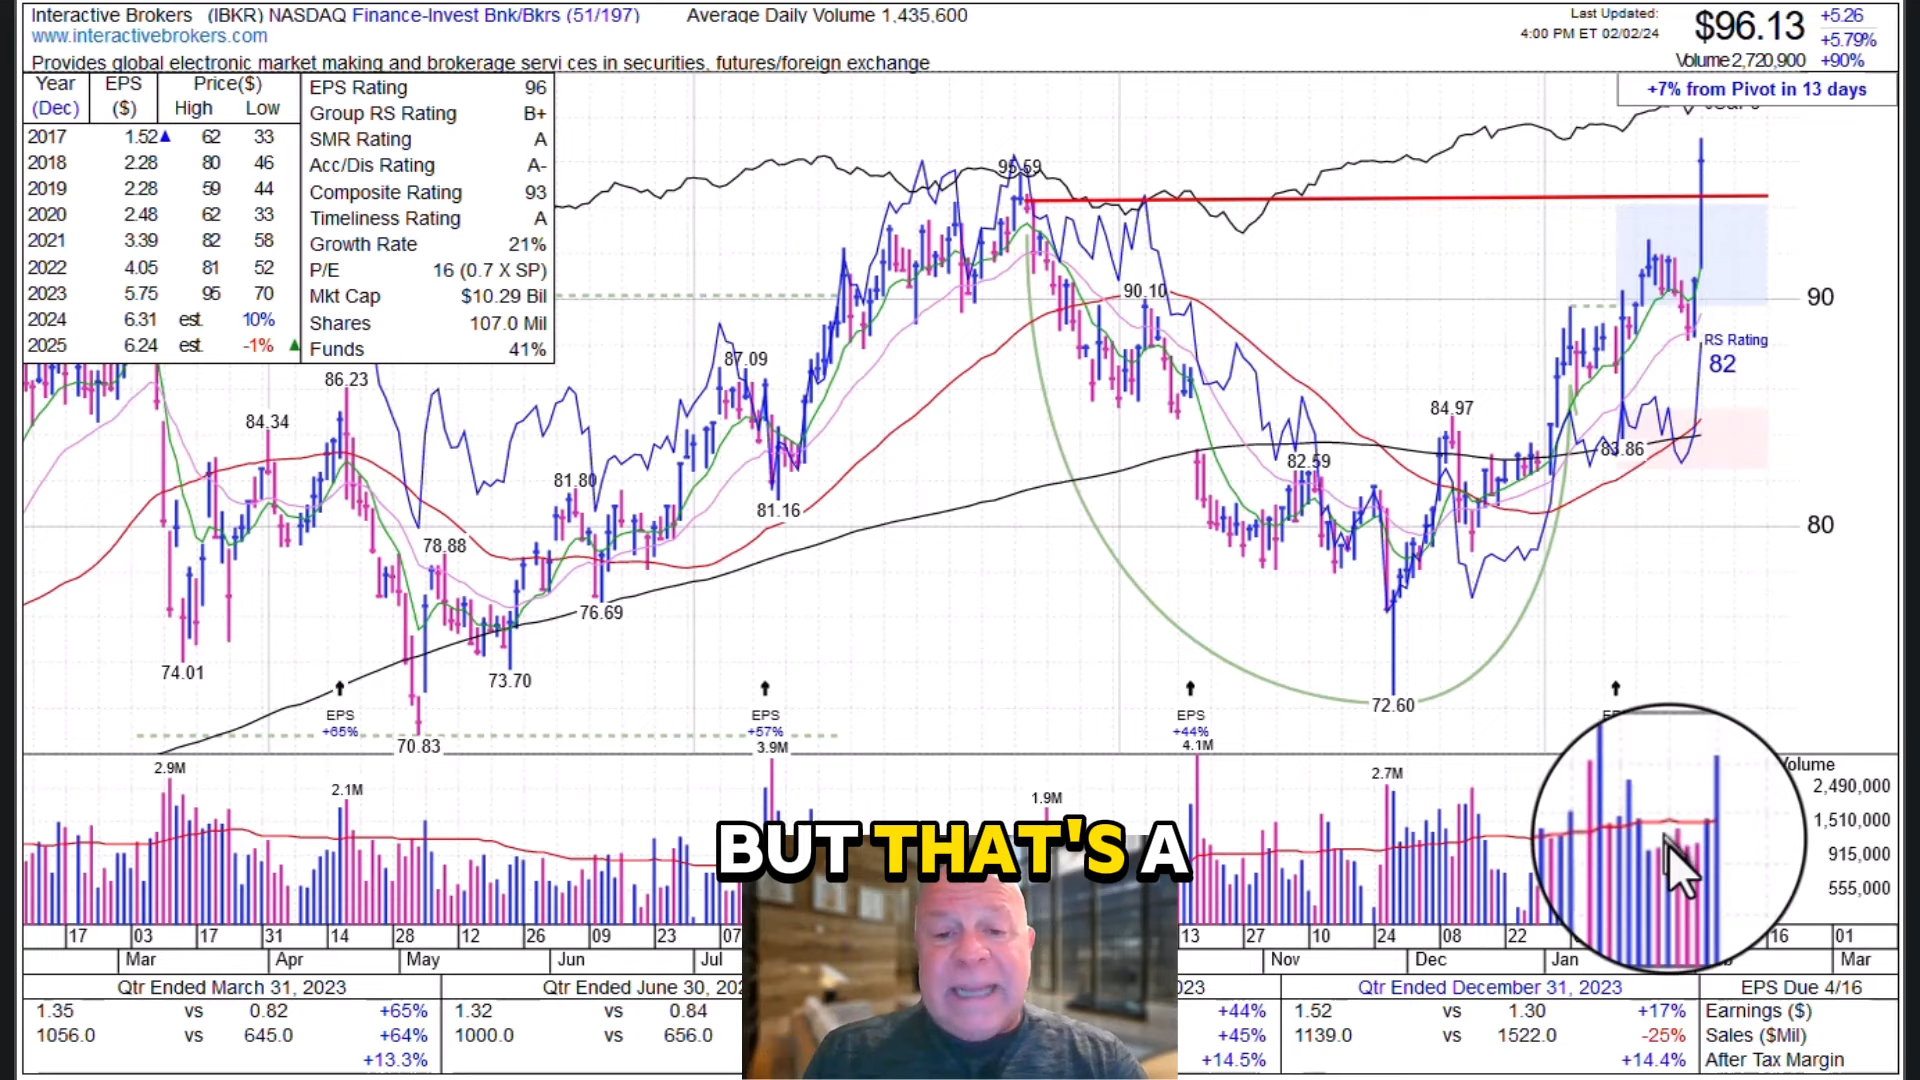 Interactive Brokers (IBKR) NASDAQ Finance-Invest Bnk/Bkrs (51/197) Average Daily Volume 1,435,600
www.interactivebrokers.com
Provides global electronic market making and brokerage servi ces in securities, futures/foreign exchange
Last Updated:
4:00 PM ET 02/02/24
$96.13
+5.26
+5.79%
Volume 2,720,900 +90%
+7% from Pivot in 13 days
Year EPS Price($)
(Dec) ($) High Low
2017 1.52 62 33
2018 2.28 80 46
2019 2.28 59 44
2020 2.48 62 33
2021 3.39 82 58
2022 4.05 81 52
2023 5.75 95 70
2024 6.31 est. 10%
2025 6.24 est. -1%
EPS Rating 96
Group RS Rating B+
SMR Rating A
Acc/Dis Rating A-
Composite Rating 93
Timeliness Rating A
Growth Rate 21%
P/E 16 (0.7 X SP)
Mkt Cap $10.29 Bil
Shares 107.0 Mil
Funds 41%
95.59
90.10
90
RS Rating
82
87.09
86.23
84.34
84.97
83.86
82.59
81.80
81.16
80
78.88
76.69
74.01
73.70
72.60
70.83
EPS
+65%
EPS
+57%
EPS
+44%
3.9M
4.1M
2.9M
2.1M
1.9M
2.7M
Volume
2,490,000
1,510,000
915,000
555,000
BUT THAT'S A
17 03 17 31 14 28 12 26 09 23 07 13 27 10 24 08 22 16 01
Mar Apr May Jun Jul Nov Dec Jan Mar
Qtr Ended March 31, 2023
1.35 vs 0.82 +65%
1056.0 vs 645.0 +64%
+13.3%
Qtr Ended June 30, 202
1.32 vs 0.84
1000.0 vs 656.0
023
+44%
+45%
+14.5%
Qtr Ended December 31, 2023
1.52 vs 1.30 +17%
1139.0 vs 1522.0 -25%
+14.4%
EPS Due 4/16
Earnings ($)
Sales ($Mil)
After Tax Margin